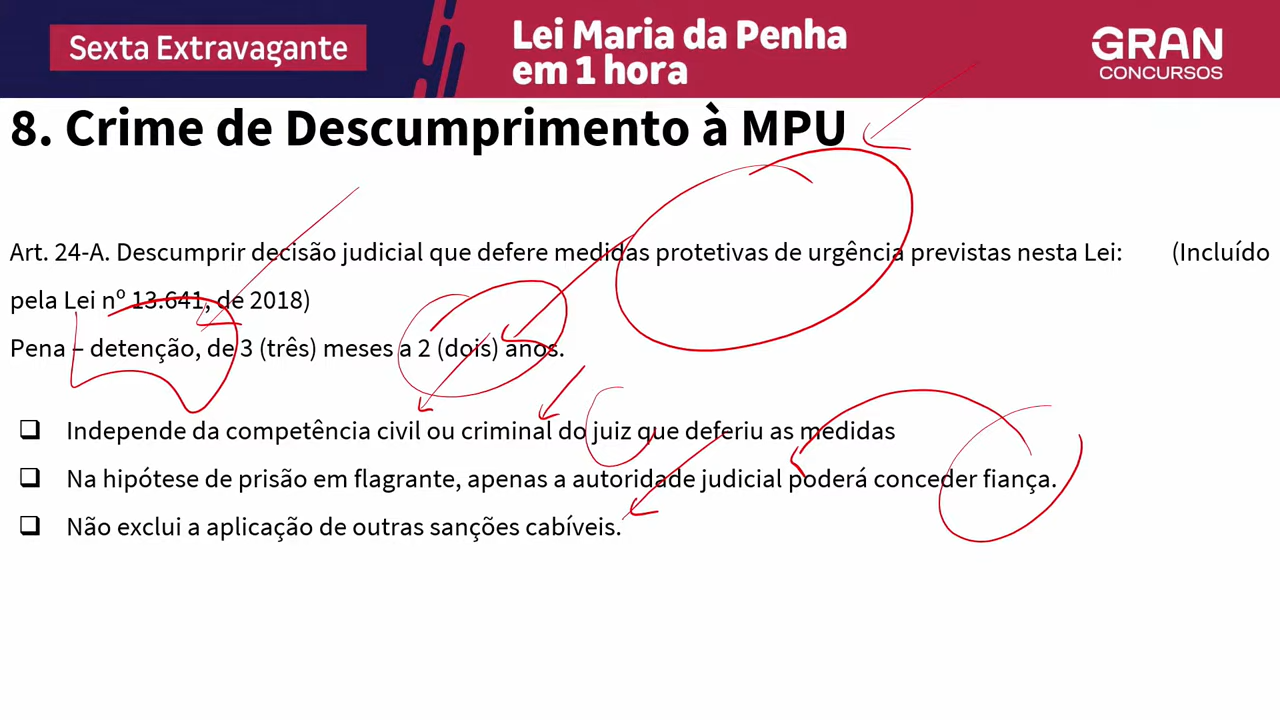 Sexta Extravagante
Lei Maria da Penha
em 1 hora
GRAN
CONCURSOS
8. Crime de Descumprimento à MPU
Art. 24-A. Descumprir decisão judicial que defere medidas protetivas de urgência previstas nesta Lei: (Incluído
pela Lei nº 13.641, de 2018)
Pena – detenção, de 3 (três) meses a 2 (dois) anos.
❑ Independe da competência civil ou criminal do juiz que deferiu as medidas
❑ Na hipótese de prisão em flagrante, apenas a autoridade judicial poderá conceder fiança.
❑ Não exclui a aplicação de outras sanções cabíveis.